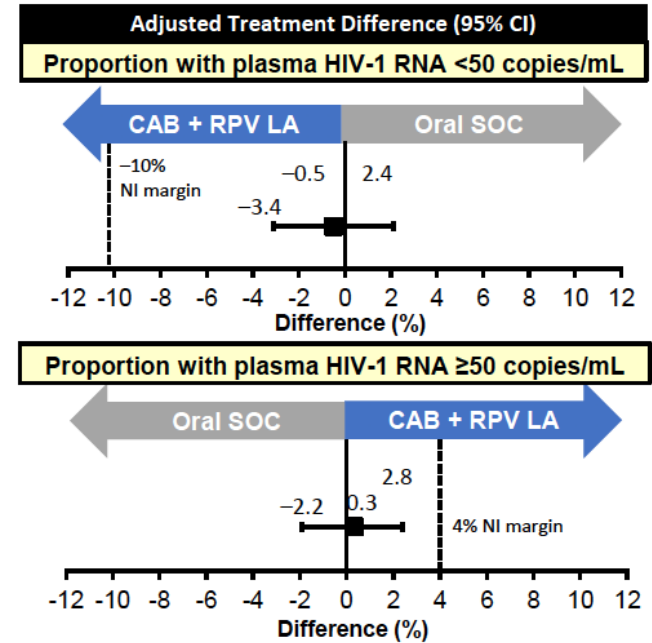 Adjusted Treatment Difference (95% CI)
Proportion with plasma HIV-1 RNA <50 copies/mL
CAB + RPV LA
Oral SOC
–10%
NI margin
–0.5
2.4
–3.4
-12 -10 -8 -6 -4 -2 0 2 4 6 8 10 12
Difference (%)
Proportion with plasma HIV-1 RNA ≥50 copies/mL
Oral SOC
CAB + RPV LA
2.8
–2.2
0.3
4% NI margin
-12 -10 -8 -6 -4 -2 0 2 4 6 8 10 12
Difference (%)